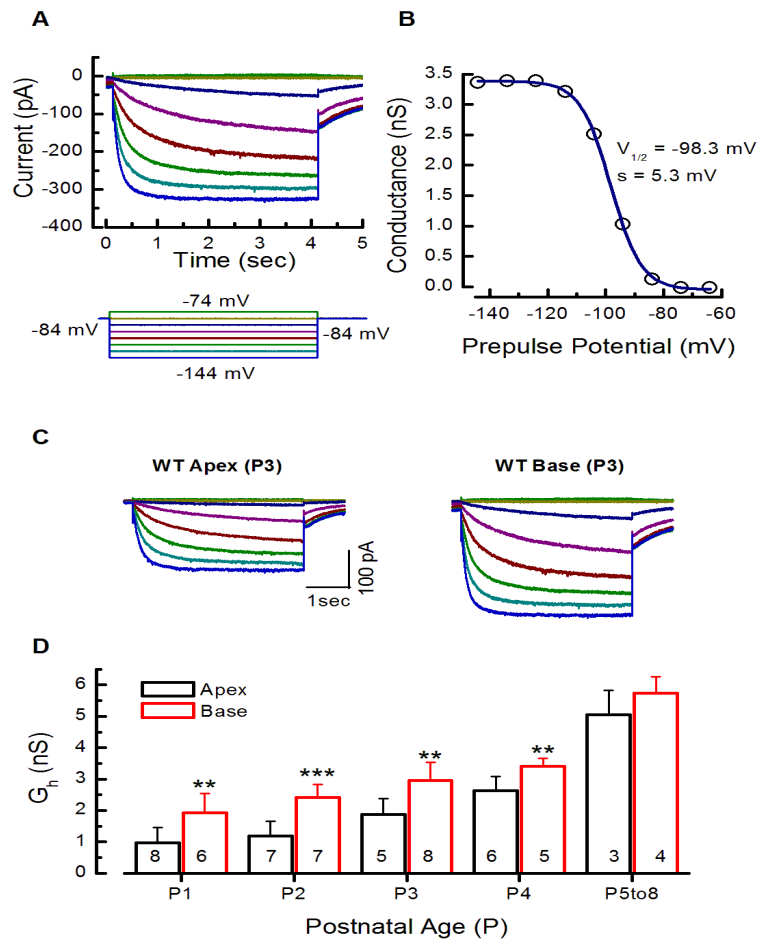 A
Current (pA)
0
-100
-200
-300
-400
0 1 2 3 4 5
Time (sec)
-74 mV
-84 mV
-84 mV
-144 mV
B
Conductance (nS)
3.5
3.0
2.5
2.0
1.5
1.0
0.5
0.0
V1/2 = -98.3 mV
s = 5.3 mV
-140 -120 -100 -80 -60
Prepulse Potential (mV)
C
WT Apex (P3)
WT Base (P3)
100 pA
1sec
D
Gh (nS)
6
5
4
3
2
1
0
Apex
Base
** *** ** **
8 6 7 7 5 8 6 5 3 4
P1 P2 P3 P4 P5to8
Postnatal Age (P)